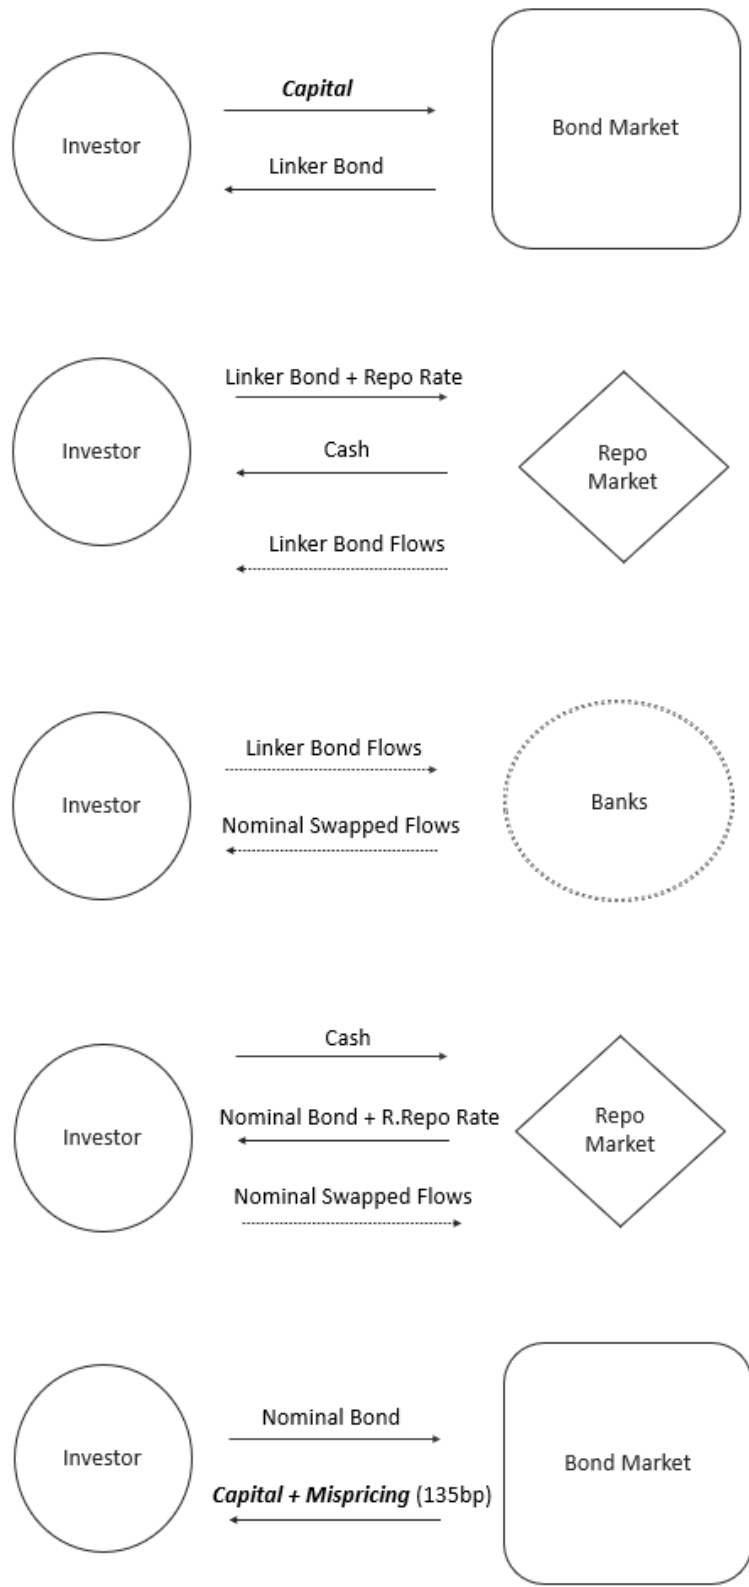 Capital
Investor
Bond Market
Linker Bond
Linker Bond + Repo Rate
Investor
Cash
Repo
Market
Linker Bond Flows
Linker Bond Flows
Investor
Banks
Nominal Swapped Flows
Cash
Investor
Nominal Bond + R.Repo Rate
Repo
Market
Nominal Swapped Flows
Nominal Bond
Investor
Bond Market
Capital + Mispricing (135bp)